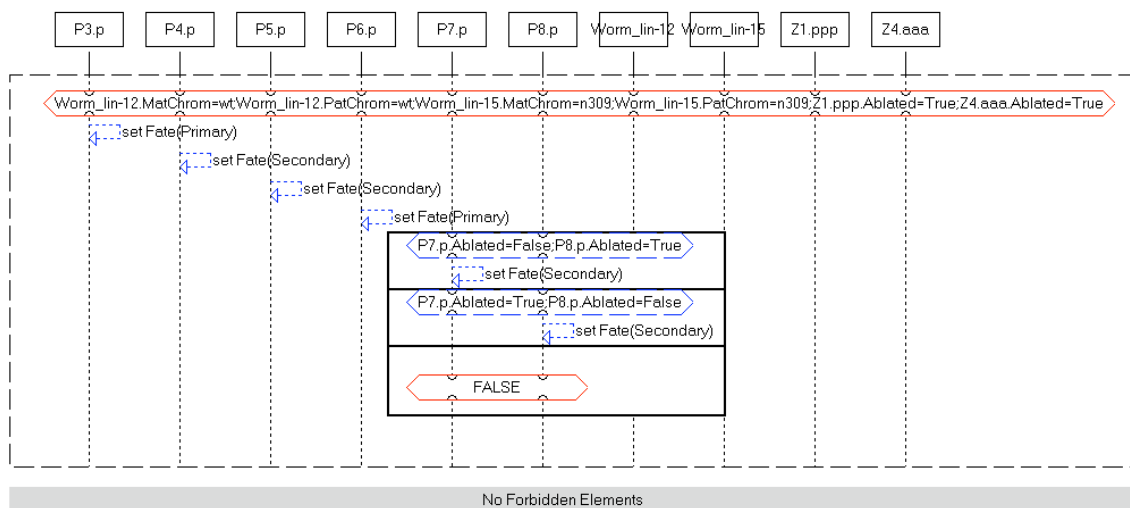 P3.p P4.p P5.p P6.p P7.p P8.p Worm_lin-12 Worm_lin-15 Z1.ppp Z4.aaa
Worm_lin-12.MatChrom=wt;Worm_lin-12.PatChrom=wt;Worm_lin-15.MatChrom=n309;Worm_lin-15.PatChrom=n309;Z1.ppp.Ablated=True;Z4.aaa.Ablated=True
set Fate(Primary)
set Fate(Secondary)
set Fate(Secondary)
set Fate(Primary)
P7.p.Ablated=False;P8.p.Ablated=True
set Fate(Secondary)
P7.p.Ablated=True;P8.p.Ablated=False
set Fate(Secondary)
FALSE
No Forbidden Elements